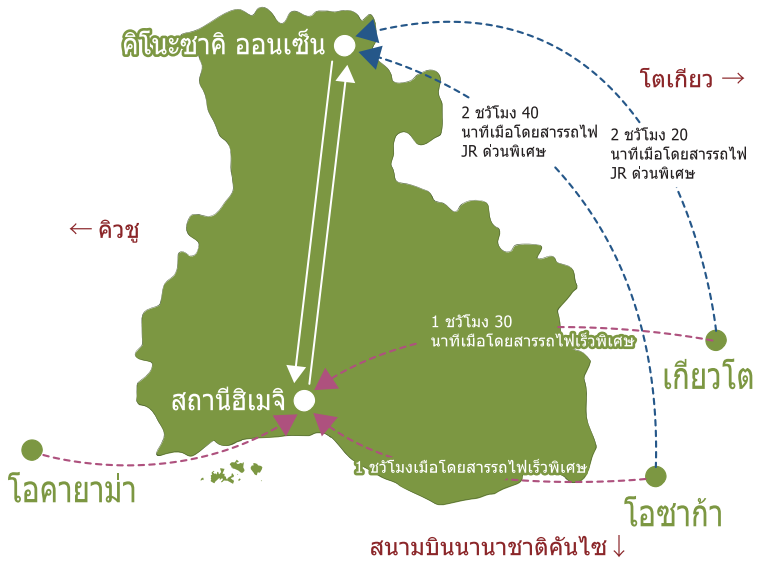 คิโนะซาคิ ออนเซ็น
โตเกียว →
2 ชั่วโมง 40
นาทีเมือโดยสารรถไฟ
JR ด่วนพิเศษ
2 ชั่วโมง 20
นาทีเมือโดยสารรถไฟ
JR ด่วนพิเศษ
← คิวชู
1 ชั่วโมง 30
นาทีเมือโดยสารรถไฟเร็วพิเศษ
เกียวโต
สถานีฮิเมจิ
1 ชั่วโมงเมือโดยสารรถไฟเร็วพิเศษ
โอคายาม่า
โอซาก้า
สนามบินนานาชาติคันไซ ↓